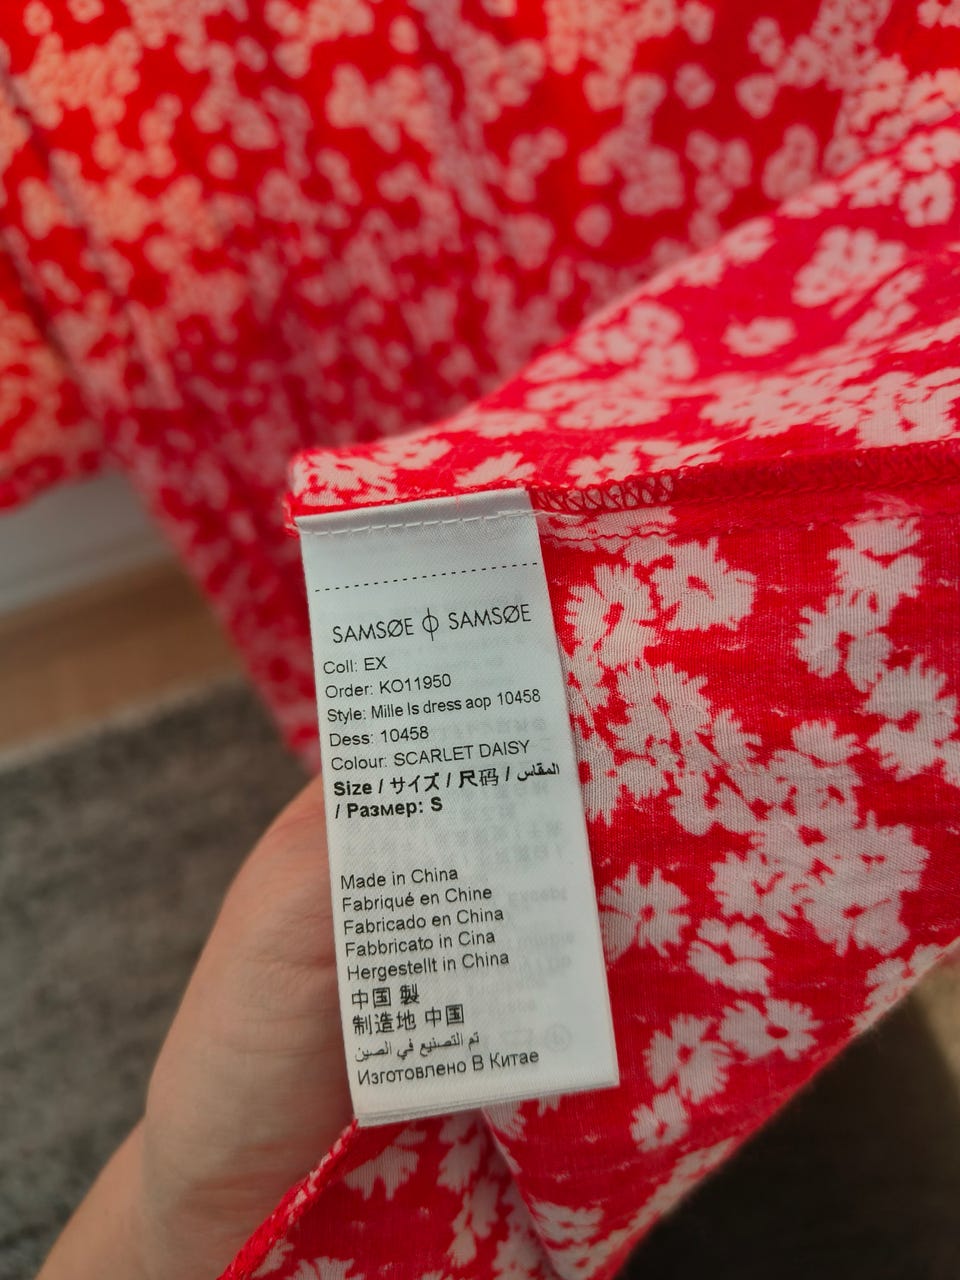 SAMSØE ϕ SAMSØE
Coll: EX
Order: KO11950
Style: Mille ls dress aop 10458
Dess: 10458
Colour: SCARLET DAISY
Size / サイズ / 尺码 / المقاس
/ Размер: S
Made in China
Fabriqué en Chine
Fabricado en China
Fabbricato in Cina
Hergestellt in China
中国 製
制造地 中国
تم التصنيع في الصين
Изготовлено В Китае